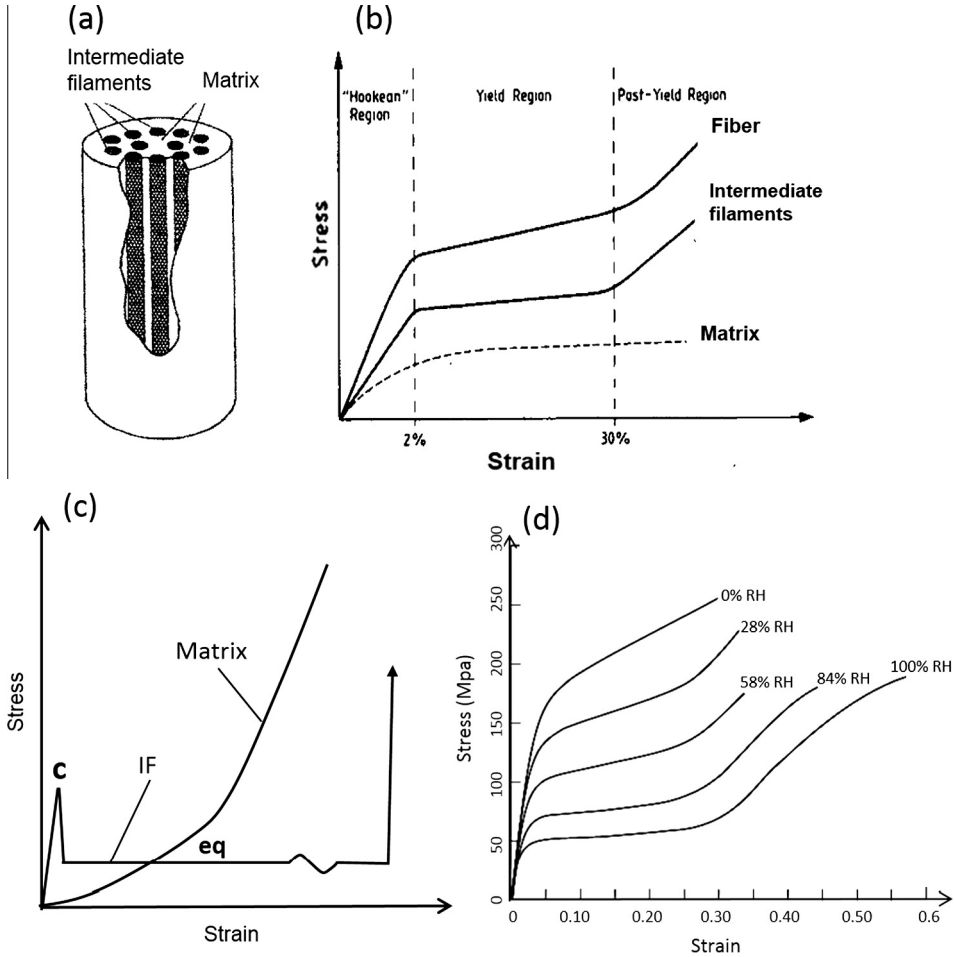 (a)
Intermediate
filaments
Matrix
(b)
"Hookean"
Region
Yield Region
Post-Yield Region
Fiber
Intermediate
filaments
Matrix
Stress
2%
30%
Strain
(c)
Matrix
c
IF
eq
Stress
Strain
(d)
300
250
200
150
100
50
0
Stress (Mpa)
0% RH
28% RH
58% RH
84% RH
100% RH
0
0.10
0.20
0.30
0.40
0.50
0.6
Strain